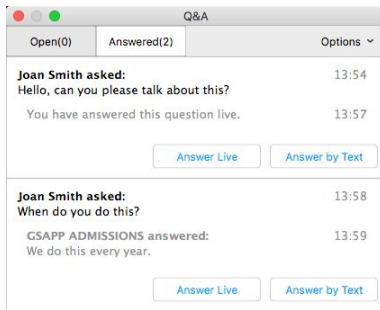 Q&A
Open(0) Answered(2) Options
Joan Smith asked: 13:54
Hello, can you please talk about this?
You have answered this question live. 13:57
Answer Live Answer by Text
Joan Smith asked: 13:58
When do you do this?
GSAPP ADMISSIONS answered: 13:59
We do this every year.
Answer Live Answer by Text